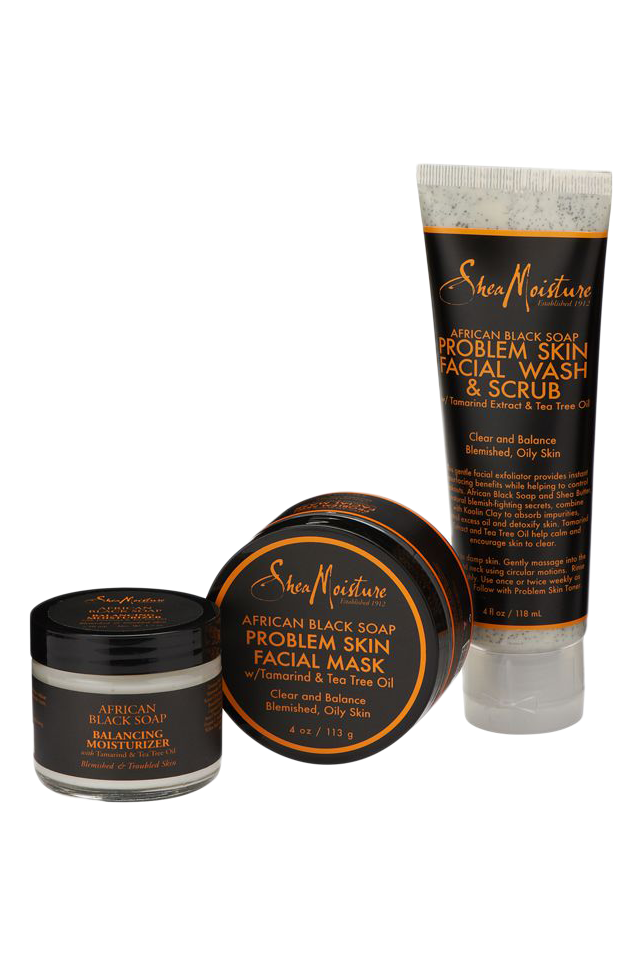 SheaMoisture
Established 1912
AFRICAN BLACK SOAP
PROBLEM SKIN
FACIAL WASH
& SCRUB
w/ Tamarind Extract & Tea Tree Oil
Clear and Balance
Blemished, Oily Skin
gentle facial exfoliator provides instant
benefits while helping to control
African Black Soap and Shea Butter,
blemish-fighting secrets, combine
with Kaolin Clay to absorb impurities,
excess oil and detoxify skin. Tamarind
and Tea Tree Oil help calm and
encourage skin to clear.
damp skin. Gently massage into the
neck using circular motions. Rinse
Use once or twice weekly as
Follow with Problem Skin Toner.
4 fl oz / 118 mL
SheaMoisture
Established 1912
AFRICAN BLACK SOAP
PROBLEM SKIN
FACIAL MASK
w/Tamarind & Tea Tree Oil
Clear and Balance
Blemished, Oily Skin
4 oz / 113 g
SheaMoisture
AFRICAN
BLACK SOAP
BALANCING
MOISTURIZER
AFRICAN
BLACK SOAP
BALANCING
MOISTURIZER
with Tamarind & Tea Tree Oil
Blemished & Troubled Skin